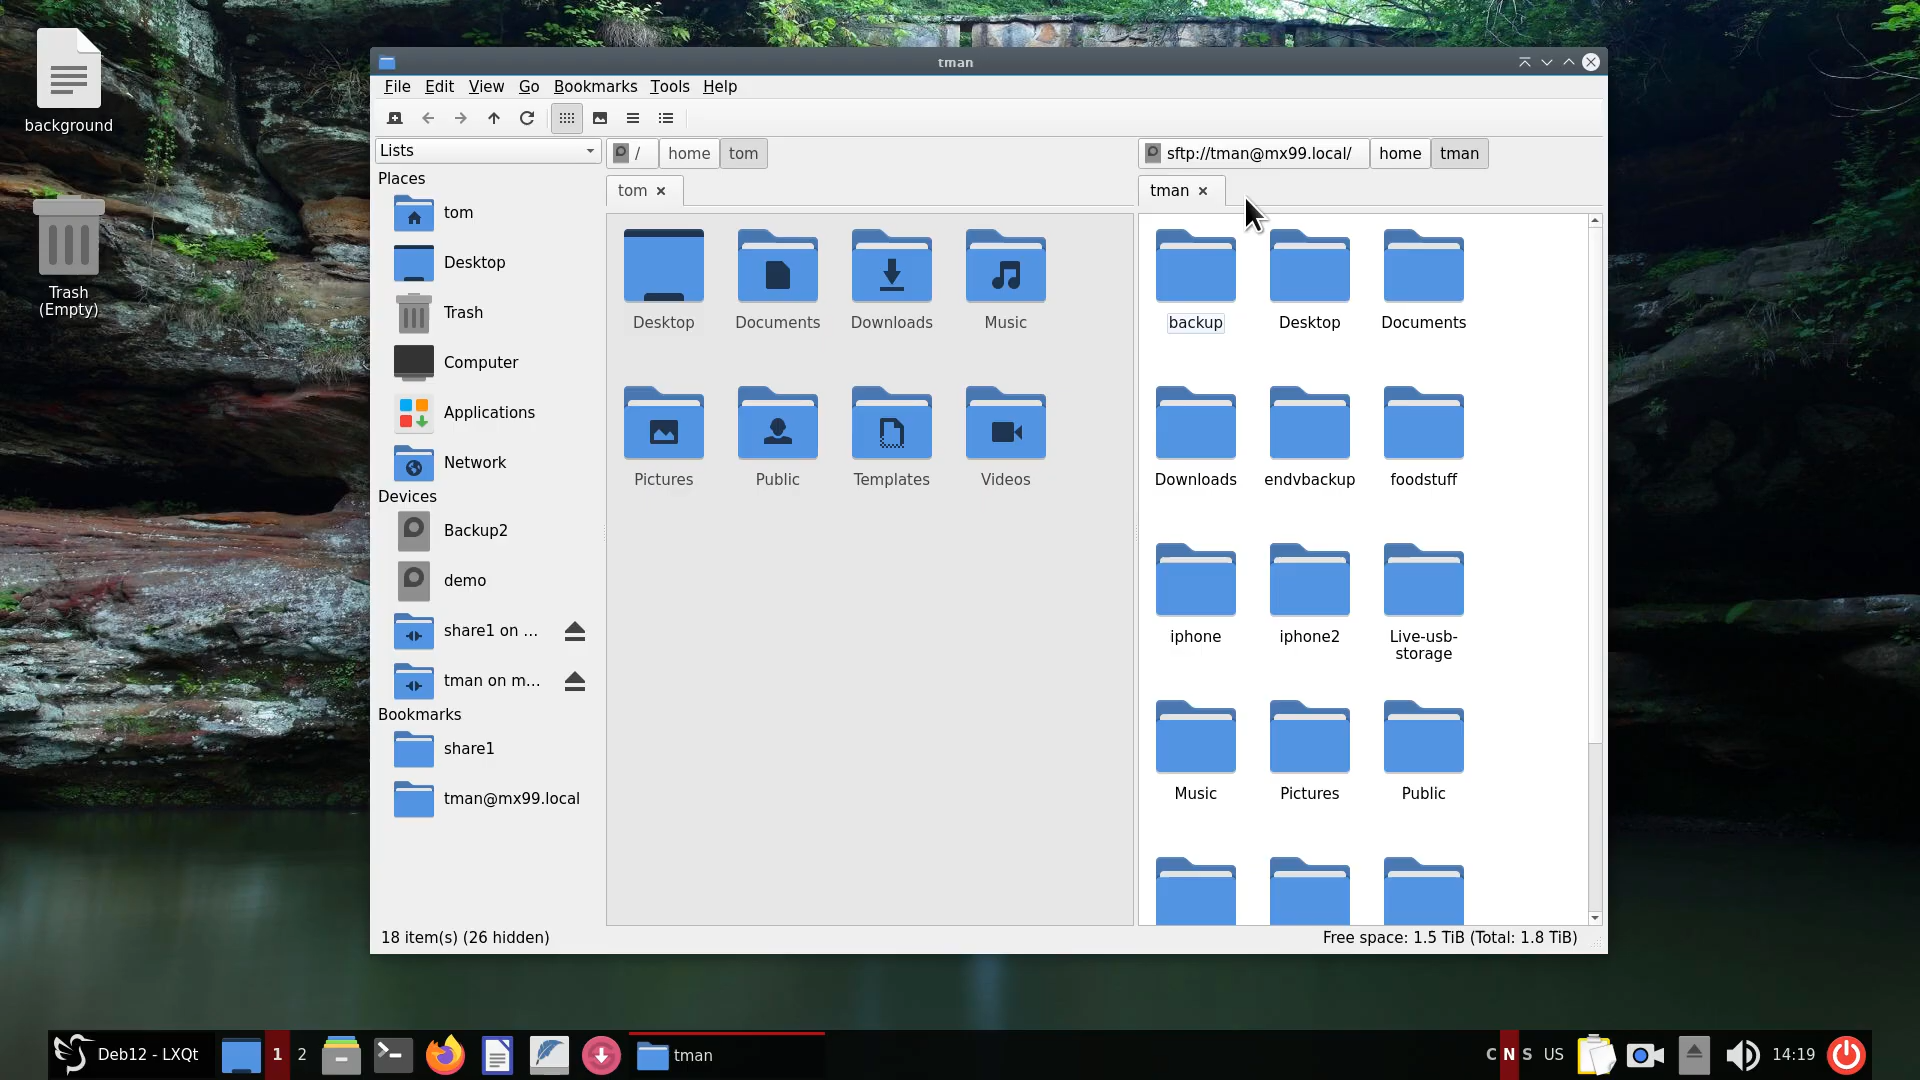 background
Trash
(Empty)
tman
File Edit View Go Bookmarks Tools Help
Lists
/ home tom
sftp://tman@mx99.local/ home tman
Places
tom
Desktop
Trash
Computer
Applications
Network
Devices
Backup2
demo
share1 on ...
tman on m...
Bookmarks
share1
tman@mx99.local
tom
Desktop Documents Downloads Music
Pictures Public Templates Videos
tman
backup Desktop Documents
Downloads endvbackup foodstuff
iphone iphone2 Live-usb-
storage
Music Pictures Public
18 item(s) (26 hidden)
Free space: 1.5 TiB (Total: 1.8 TiB)
Deb12 - LXQt 1 2 tman C N S US 14:19